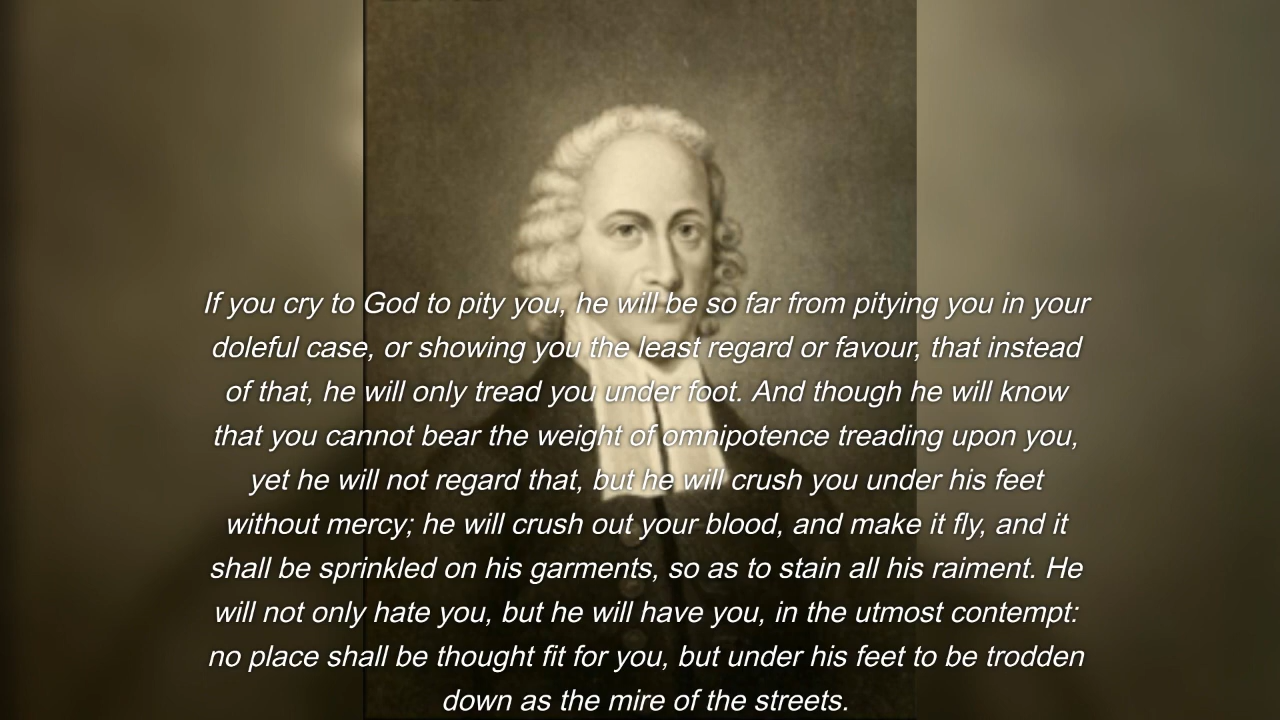 If you cry to God to pity you, he will be so far from pitying you in your
doleful case, or showing you the least regard or favour, that instead
of that, he will only tread you under foot. And though he will know
that you cannot bear the weight of omnipotence treading upon you,
yet he will not regard that, but he will crush you under his feet
without mercy; he will crush out your blood, and make it fly, and it
shall be sprinkled on his garments, so as to stain all his raiment. He
will not only hate you, but he will have you, in the utmost contempt:
no place shall be thought fit for you, but under his feet to be trodden
down as the mire of the streets.